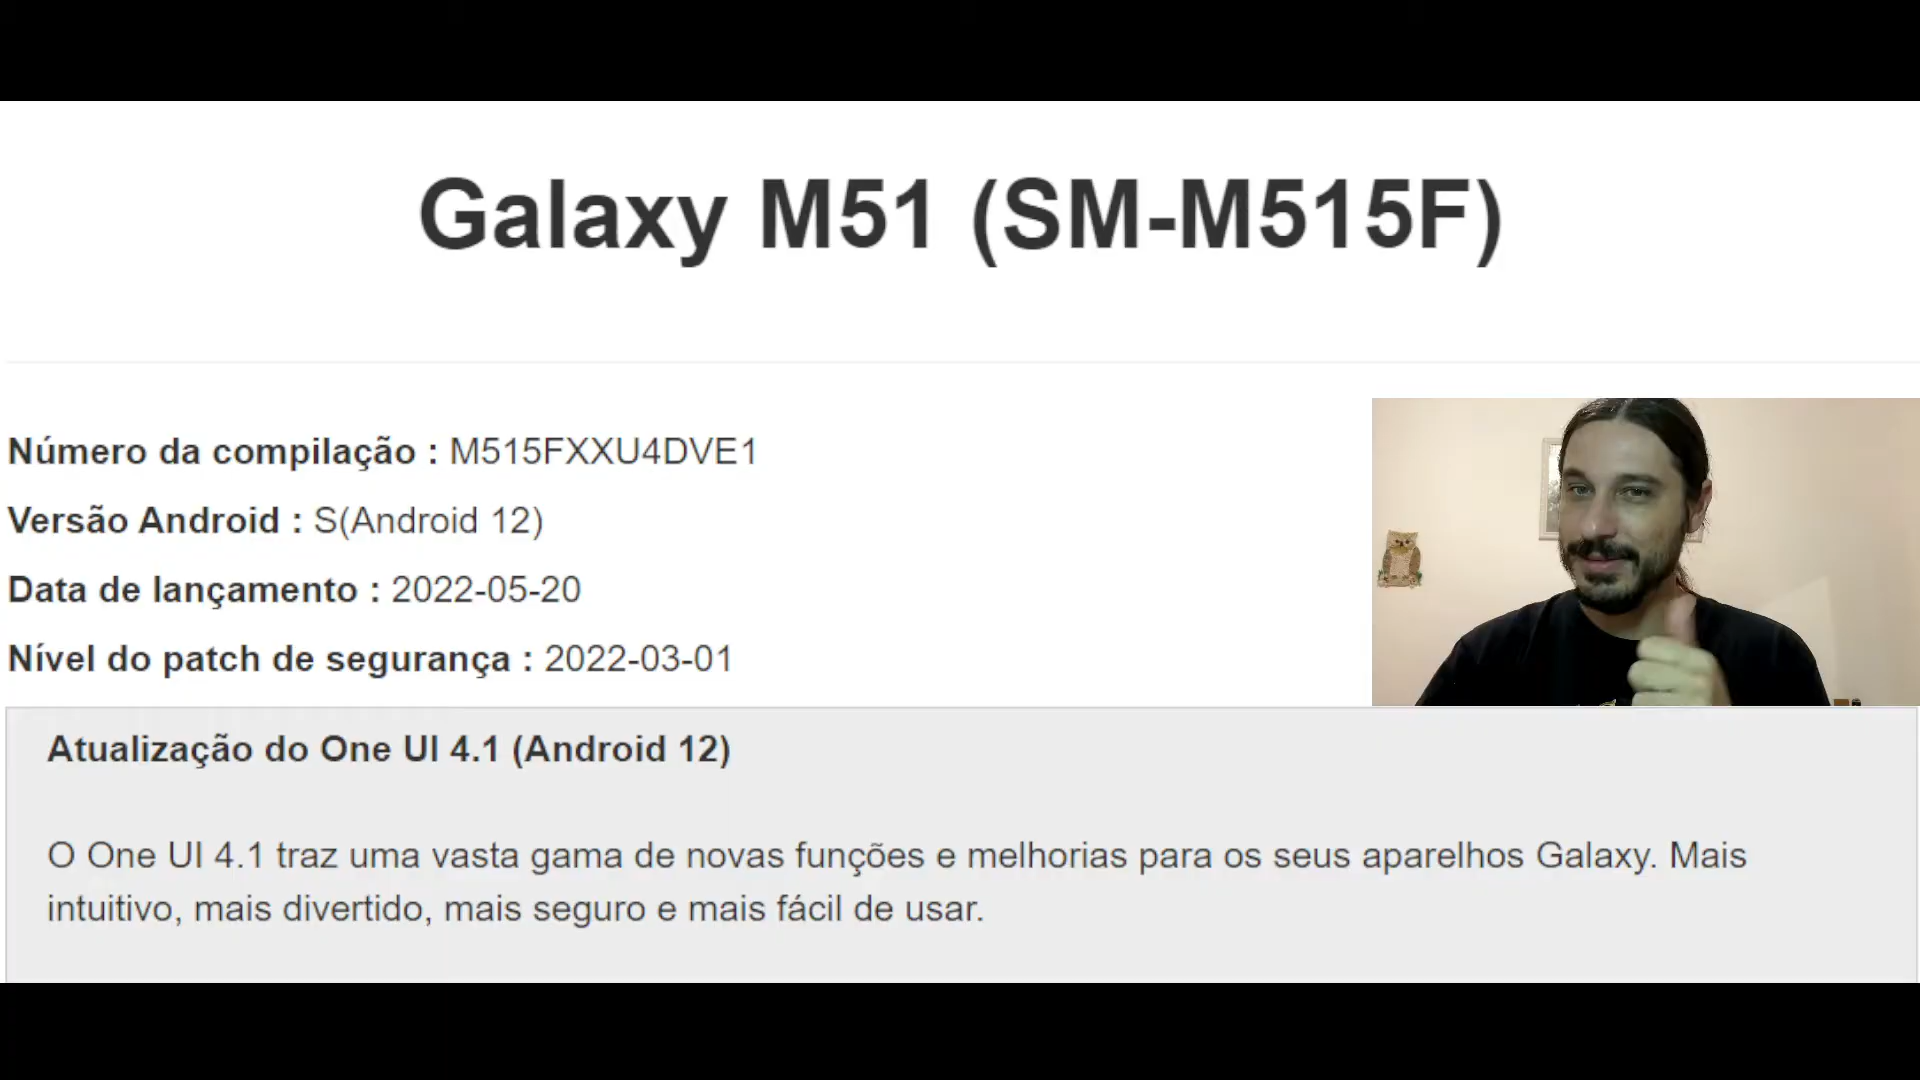 Galaxy M51 (SM-M515F)
Número da compilação : M515FXXU4DVE1
Versão Android : S(Android 12)
Data de lançamento : 2022-05-20
Nível do patch de segurança : 2022-03-01
Atualização do One UI 4.1 (Android 12)
O One UI 4.1 traz uma vasta gama de novas funções e melhorias para os seus aparelhos Galaxy. Mais
intuitivo, mais divertido, mais seguro e mais fácil de usar.